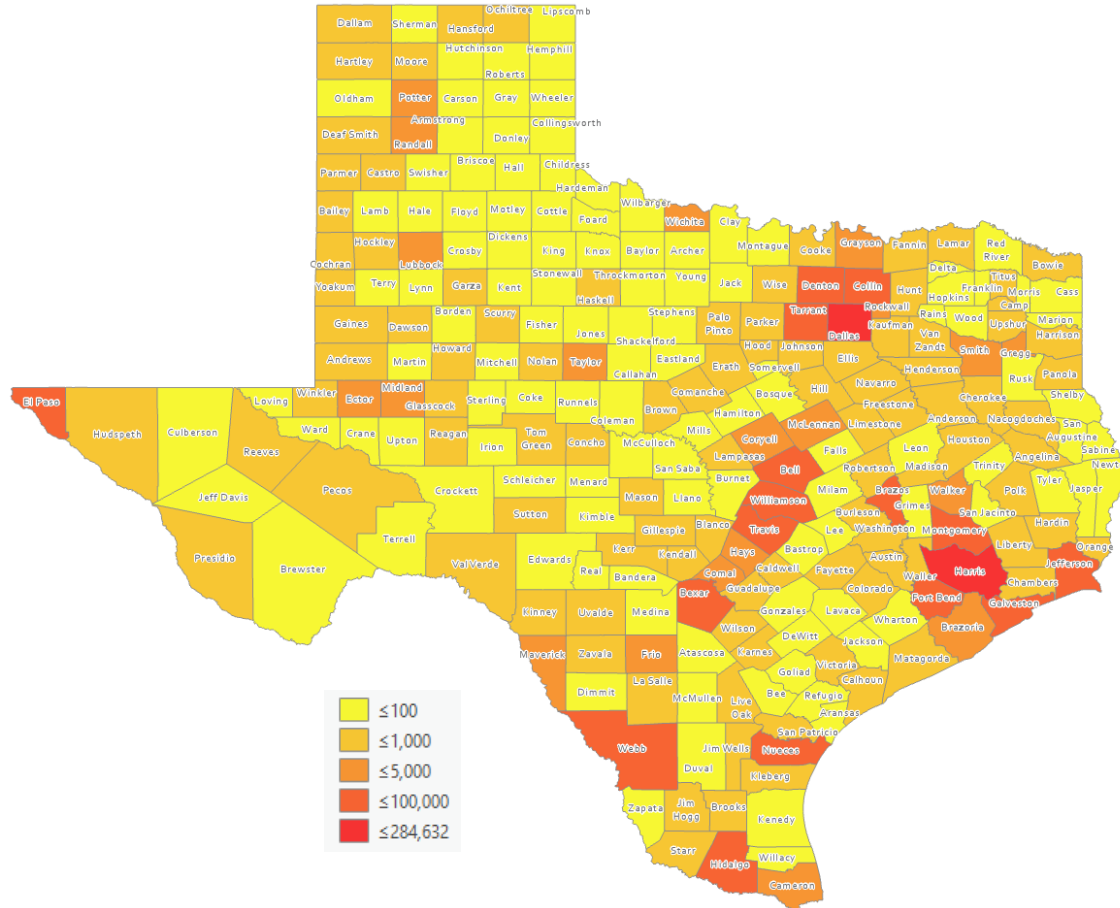 Dallam
Sherman
Hansford
Ochiltree
Lipscomb
Hartley
Moore
Hutchinson
Roberts
Hemphill
Oldham
Potter
Carson
Gray
Wheeler
Deaf Smith
Randall
Armstrong
Donley
Collingsworth
Parmer
Castro
Swisher
Briscoe
Hall
Childress
Hardeman
Bailey
Lamb
Hale
Floyd
Motley
Cottle
Foard
Wilbarger
Wichita
Clay
Montague
Cooke
Grayson
Fannin
Lamar
Red
River
Bowie
Cochran
Hockley
Lubbock
Crosby
Dickens
King
Knox
Baylor
Archer
Young
Jack
Wise
Denton
Collin
Hunt
Delta
Hopkins
Franklin
Titus
Morris
Camp
Cass
Yoakum
Terry
Lynn
Garza
Kent
Stonewall
Haskell
Throckmorton
Stephens
Palo
Pinto
Parker
Tarrant
Dallas
Rockwall
Kaufman
Rains
Wood
Upshur
Marion
Harrison
Gaines
Dawson
Borden
Scurry
Fisher
Jones
Shackelford
Eastland
Callahan
Erath
Hood
Somervell
Johnson
Ellis
Van
Zandt
Smith
Gregg
Henderson
Rusk
Panola
Andrews
Martin
Howard
Mitchell
Nolan
Taylor
Comanche
Brown
Coleman
Hamilton
Bosque
Hill
Navarro
Freestone
Limestone
Anderson
Cherokee
Nacogdoches
Shelby
San
Augustine
Sabine
El Paso
Hudspeth
Culberson
Loving
Winkler
Ector
Midland
Glasscock
Sterling
Coke
Runnels
Mills
Coryell
McLennan
Falls
Leon
Houston
Angelina
Newt
Reeves
Ward
Crane
Upton
Reagan
Irion
Tom
Green
Concho
McCulloch
San Saba
Lampasas
Bell
Robertson
Madison
Trinity
Polk
Tyler
Jasper
Jeff Davis
Pecos
Crockett
Schleicher
Menard
Mason
Llano
Burnet
Williamson
Milam
Burleson
Brazos
Grimes
Walker
San Jacinto
Hardin
Presidio
Brewster
Terrell
Sutton
Kimble
Gillespie
Blanco
Travis
Lee
Washington
Montgomery
Liberty
Orange
Val Verde
Edwards
Real
Kerr
Kendall
Bandera
Comal
Hays
Caldwell
Bastrop
Fayette
Austin
Waller
Harris
Chambers
Jefferson
Kinney
Uvalde
Medina
Bexar
Guadalupe
Gonzales
Lavaca
Colorado
Wharton
Fort Bend
Brazoria
Galveston
Maverick
Zavala
Frio
Atascosa
Wilson
Karnes
DeWitt
Jackson
Matagorda
Dimmit
La Salle
McMullen
Live
Oak
Bee
Goliad
Victoria
Calhoun
Refugio
Aransas
San Patricio
Webb
Duval
Jim Wells
Nueces
Kleberg
Zapata
Jim
Hogg
Brooks
Kenedy
Starr
Hidalgo
Willacy
Cameron
≤100
≤1,000
≤5,000
≤100,000
≤284,632